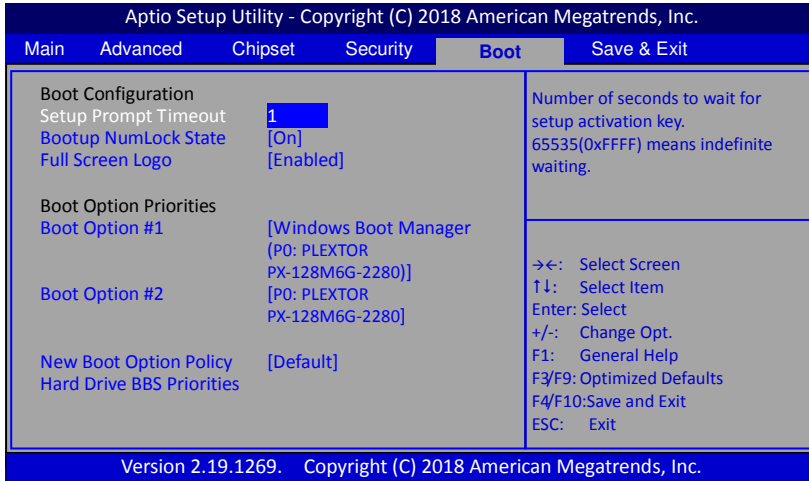 Aptio Setup Utility - Copyright (C) 2018 American Megatrends, Inc.
Main Advanced Chipset Security Boot Save & Exit
Boot Configuration
Setup Prompt Timeout 1
Bootup NumLock State [On]
Full Screen Logo [Enabled]
Boot Option Priorities
Boot Option #1 [Windows Boot Manager
(P0: PLEXTOR
PX-128M6G-2280)]
Boot Option #2 [P0: PLEXTOR
PX-128M6G-2280]
New Boot Option Policy [Default]
Hard Drive BBS Priorities
Number of seconds to wait for
setup activation key.
65535(0xFFFF) means indefinite
waiting.
→←: Select Screen
↑↓: Select Item
Enter: Select
+/-: Change Opt.
F1: General Help
F3/F9: Optimized Defaults
F4/F10:Save and Exit
ESC: Exit
Version 2.19.1269. Copyright (C) 2018 American Megatrends, Inc.